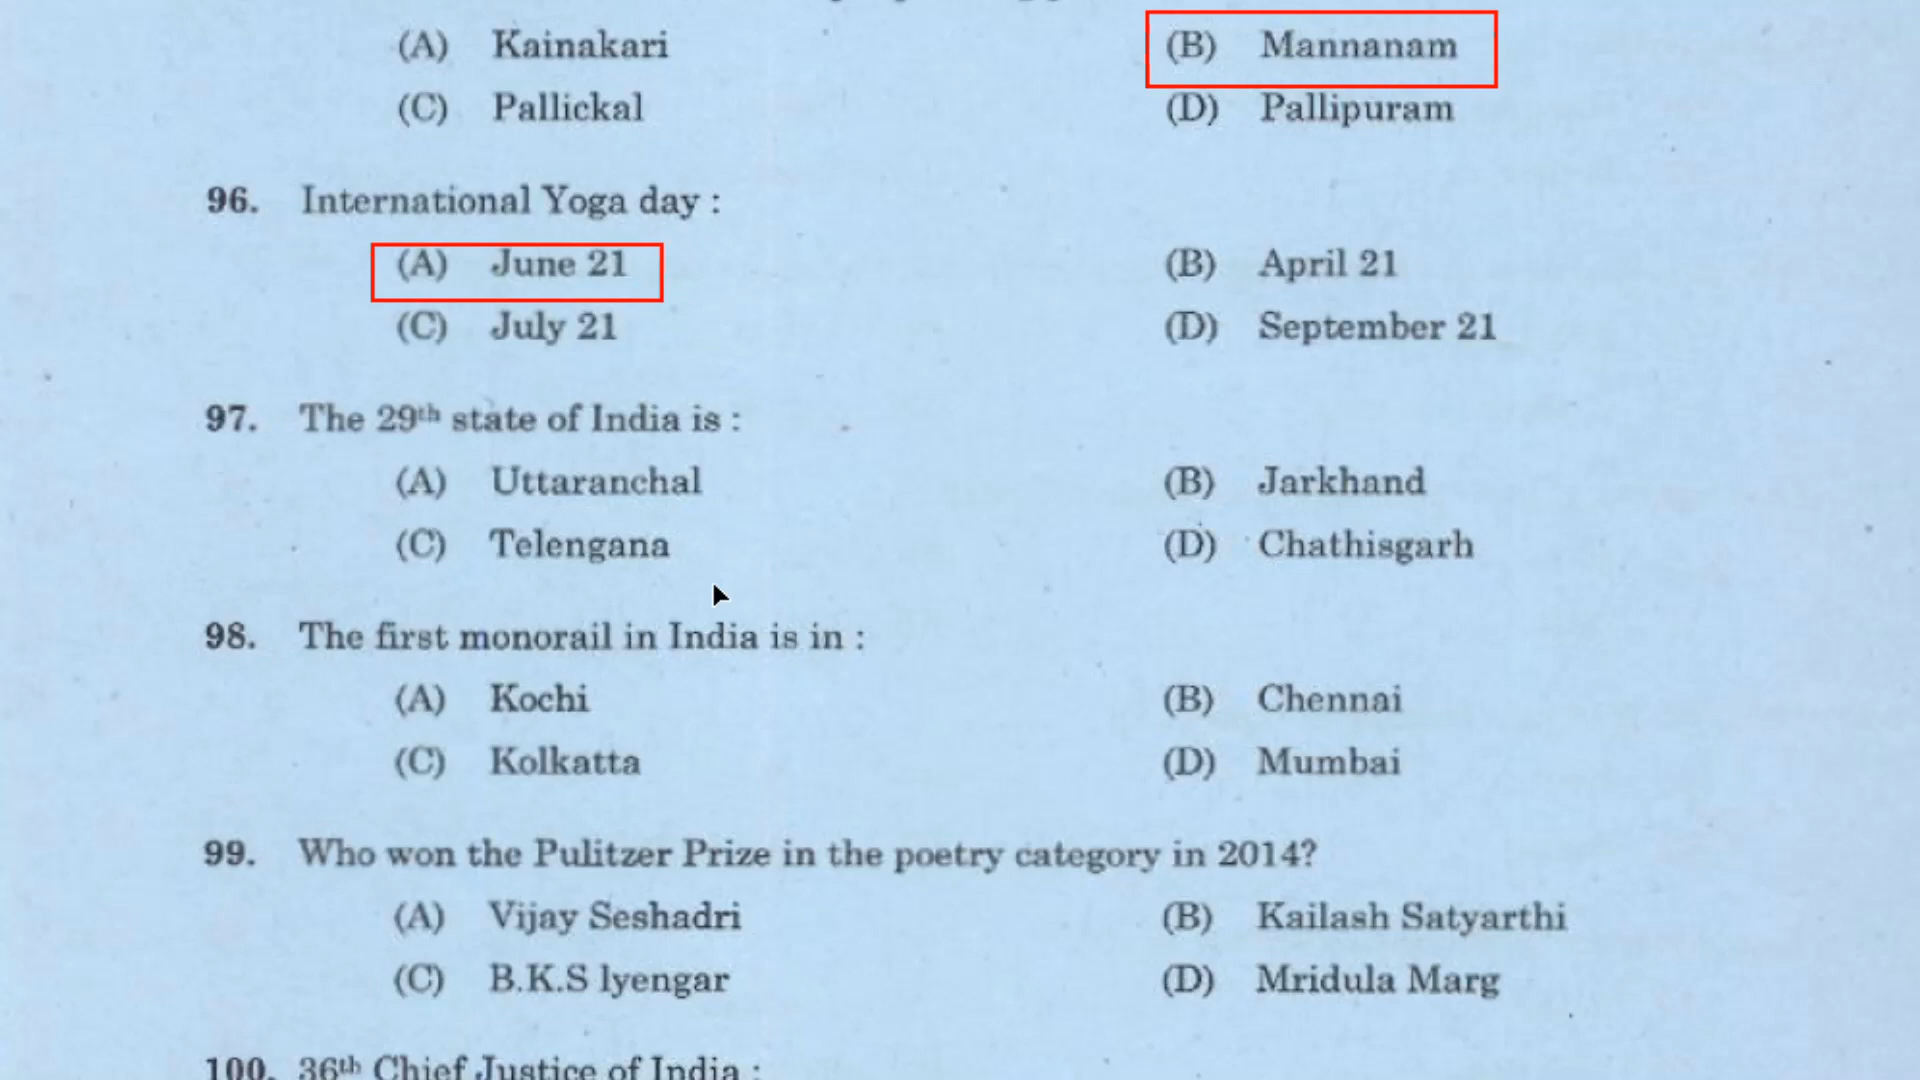 (A) Kainakari (B) Mannanam
(C) Pallickal (D) Pallipuram
96. International Yoga day :
(A) June 21 (B) April 21
(C) July 21 (D) September 21
97. The 29th state of India is :
(A) Uttaranchal (B) Jarkhand
(C) Telengana (D) Chathisgarh
98. The first monorail in India is in :
(A) Kochi (B) Chennai
(C) Kolkatta (D) Mumbai
99. Who won the Pulitzer Prize in the poetry category in 2014?
(A) Vijay Seshadri (B) Kailash Satyarthi
(C) B.K.S lyengar (D) Mridula Marg
100. 36th Chief Justice of India :